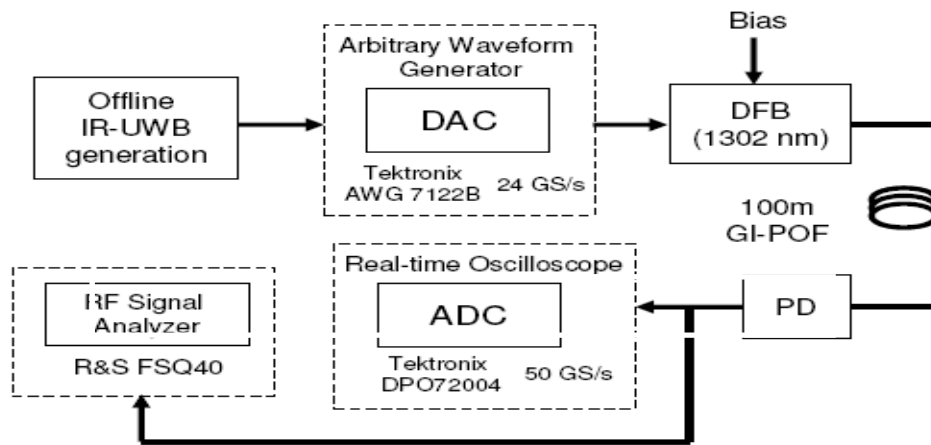 Offline
IR-UWB
generation
Arbitrary Waveform
Generator
DAC
Tektronix
AWG 7122B
24 GS/s
Bias
DFB
(1302 nm)
100m
GI-POF
PD
Real-time Oscilloscope
ADC
Tektronix
DPO72004
50 GS/s
RF Signal
Analyzer
R&S FSQ40